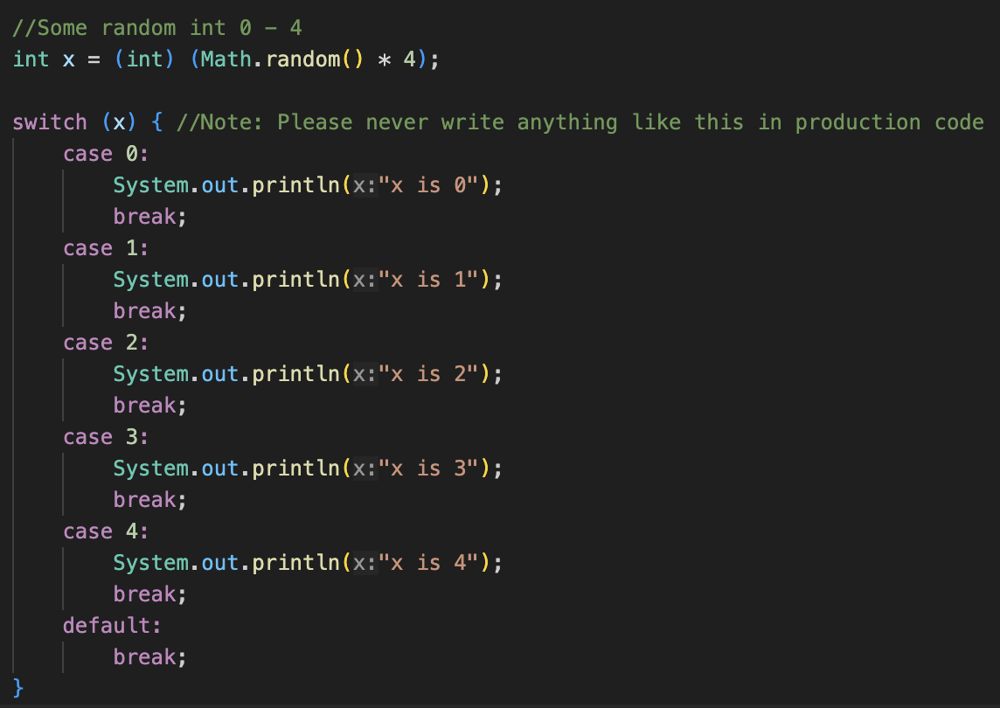 //Some random int 0 – 4
int x = (int) (Math.random() * 4);
switch (x) { //Note: Please never write anything like this in production code
case 0:
System.out.println(x:"x is 0");
break;
case 1:
System.out.println(x:"x is 1");
break;
case 2:
System.out.println(x:"x is 2");
break;
case 3:
System.out.println(x:"x is 3");
break;
case 4:
System.out.println(x:"x is 4");
break;
default:
break;
}